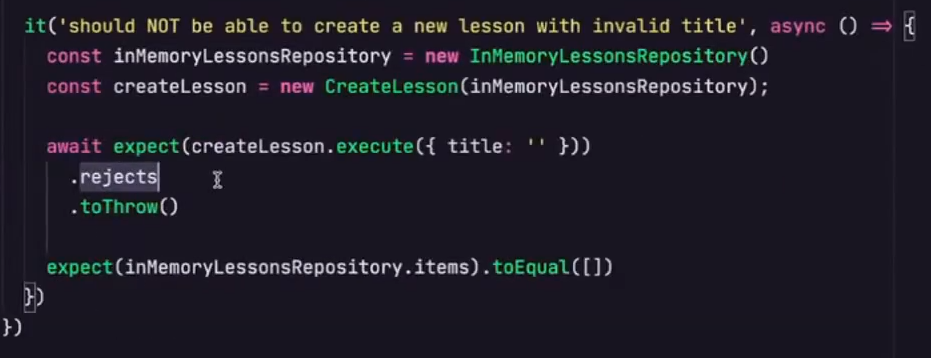 it('should NOT be able to create a new lesson with invalid title', async () => {
const inMemoryLessonsRepository = new InMemoryLessonsRepository()
const createLesson = new CreateLesson(inMemoryLessonsRepository);
await expect(createLesson.execute({ title: '' }))
.rejects
.toThrow()
expect(inMemoryLessonsRepository.items).toEqual([])
})
})